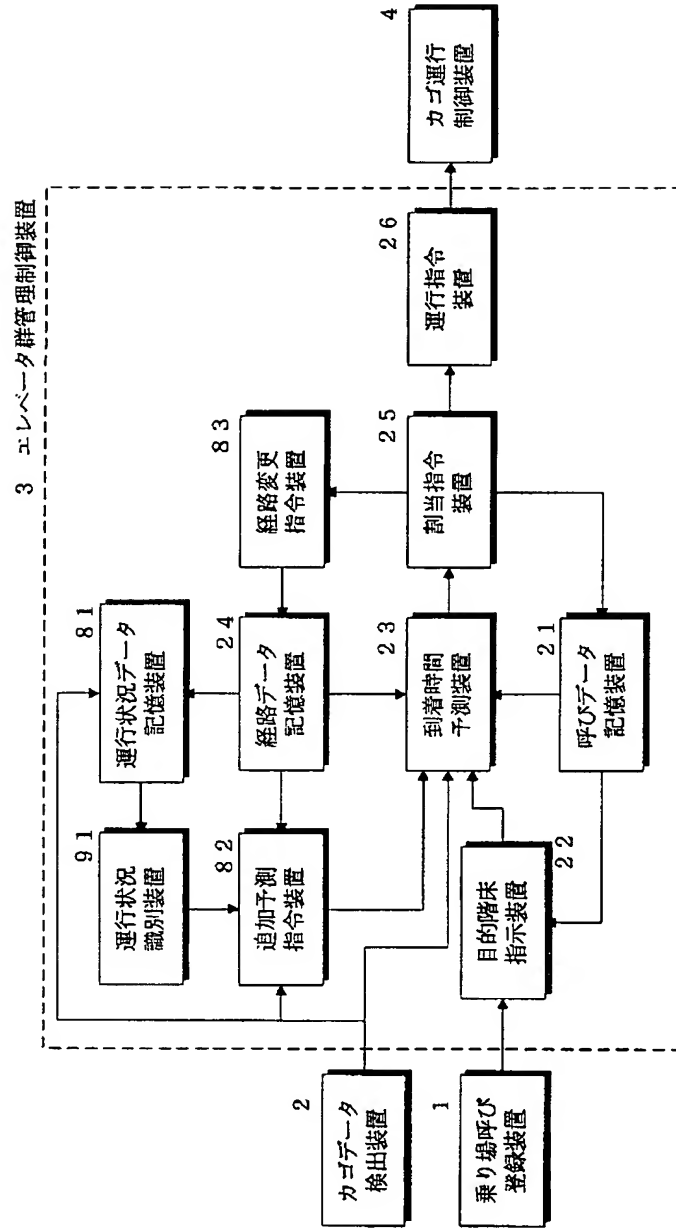 3 エレベータ群管理制御装置
81
運行状況データ
記憶装置
91
運行状況
識別装置
83
経路変更
指令装置
24
経路データ
記憶装置
82
追加予測
指令装置
4
カゴ運行
制御装置
26
運行指令
装置
25
割当指令
装置
23
到着時間
予測装置
2
カゴデータ
検出装置
21
呼びデータ
記憶装置
22
目的階床
指示装置
1
乗り場呼び
登録装置